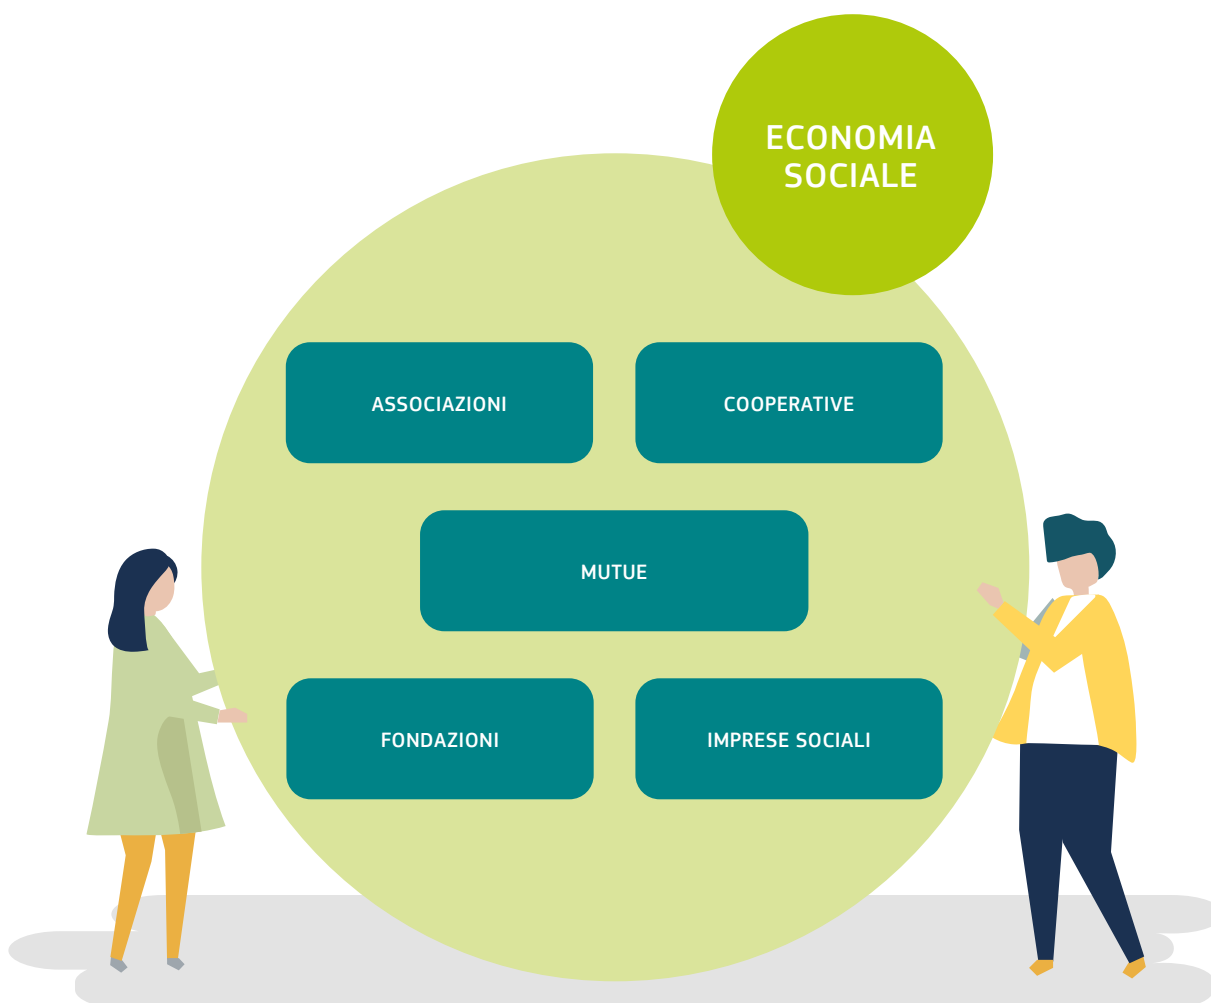 ECONOMIA
SOCIALE
ASSOCIAZIONI
COOPERATIVE
MUTUE
FONDAZIONI
IMPRESE SOCIALI